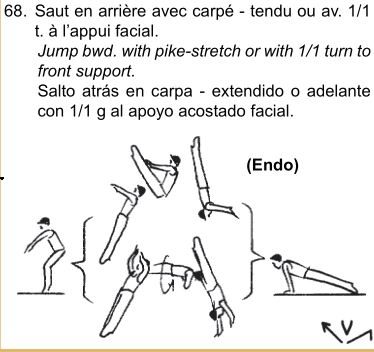 68. Saut en arrière avec carpé - tendu ou av. 1/1
t. à l'appui facial.
Jump bwd. with pike-stretch or with 1/1 turn to
front support.
Salto atrás en carpa - extendido o adelante
con 1/1 g al apoyo acostado facial.
(Endo)